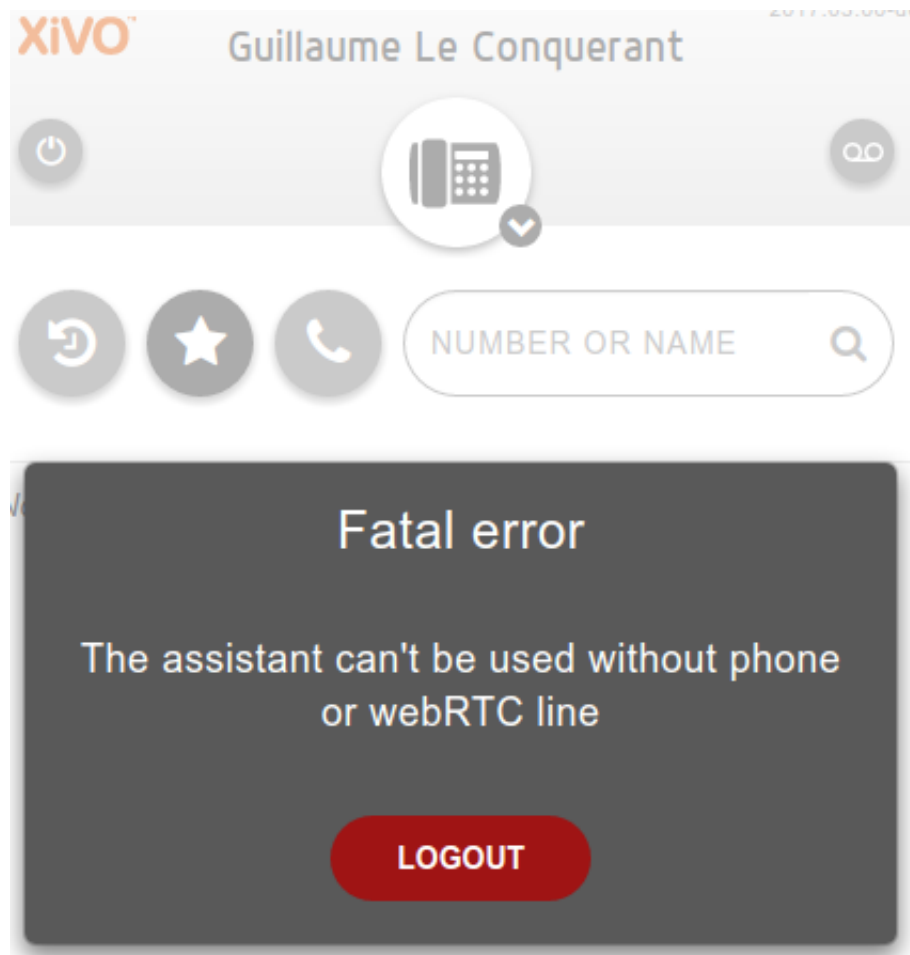 XiVO™
Guillaume Le Conquerant
NUMBER OR NAME
Fatal error
The assistant can't be used without phone
or webRTC line
LOGOUT